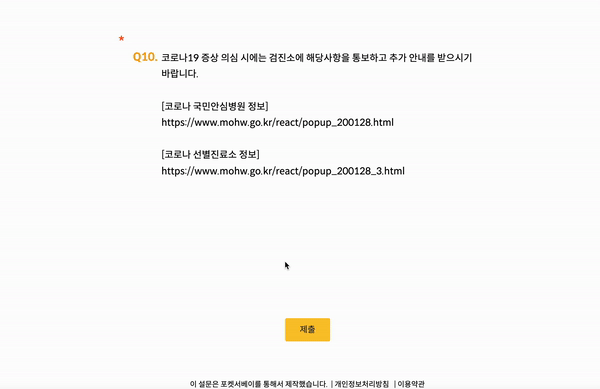 *
Q10. 코로나19 증상 의심 시에는 검진소에 해당사항을 통보하고 추가 안내를 받으시기
바랍니다.
[코로나 국민안심병원 정보]
https://www.mohw.go.kr/react/popup_200128.html
[코로나 선별진료소 정보]
https://www.mohw.go.kr/react/popup_200128_3.html
제출
이 설문은 포켓서베이를 통해서 제작했습니다. | 개인정보처리방침 | 이용약관